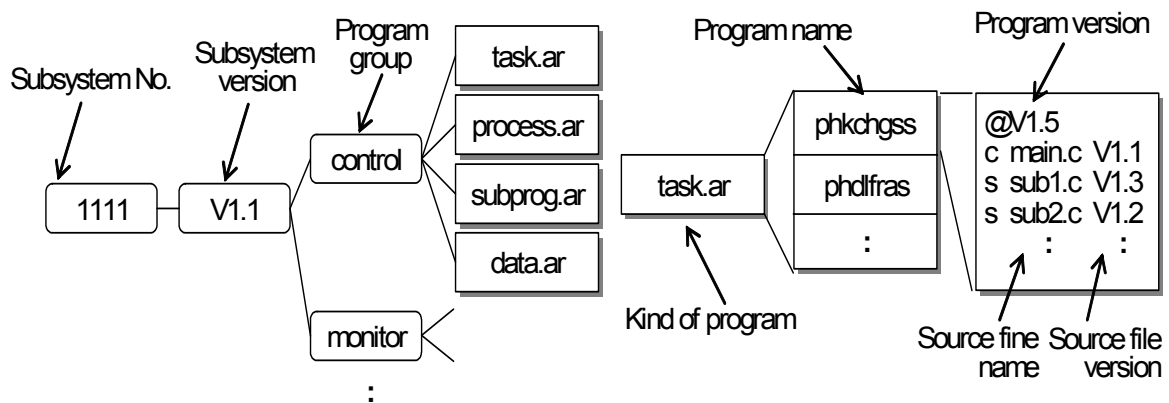 Subsystem No.
Subsystem
version
Program
group
1111
V1.1
control
monitor
:
task.ar
process.ar
subprog.ar
data.ar
Program name
Program version
task.ar
Kind of program
phkchgss
phdlfras
:
@V1.5
c main.c V1.1
s sub1.c V1.3
s sub2.c V1.2
: :
Source fine
name
Source file
version